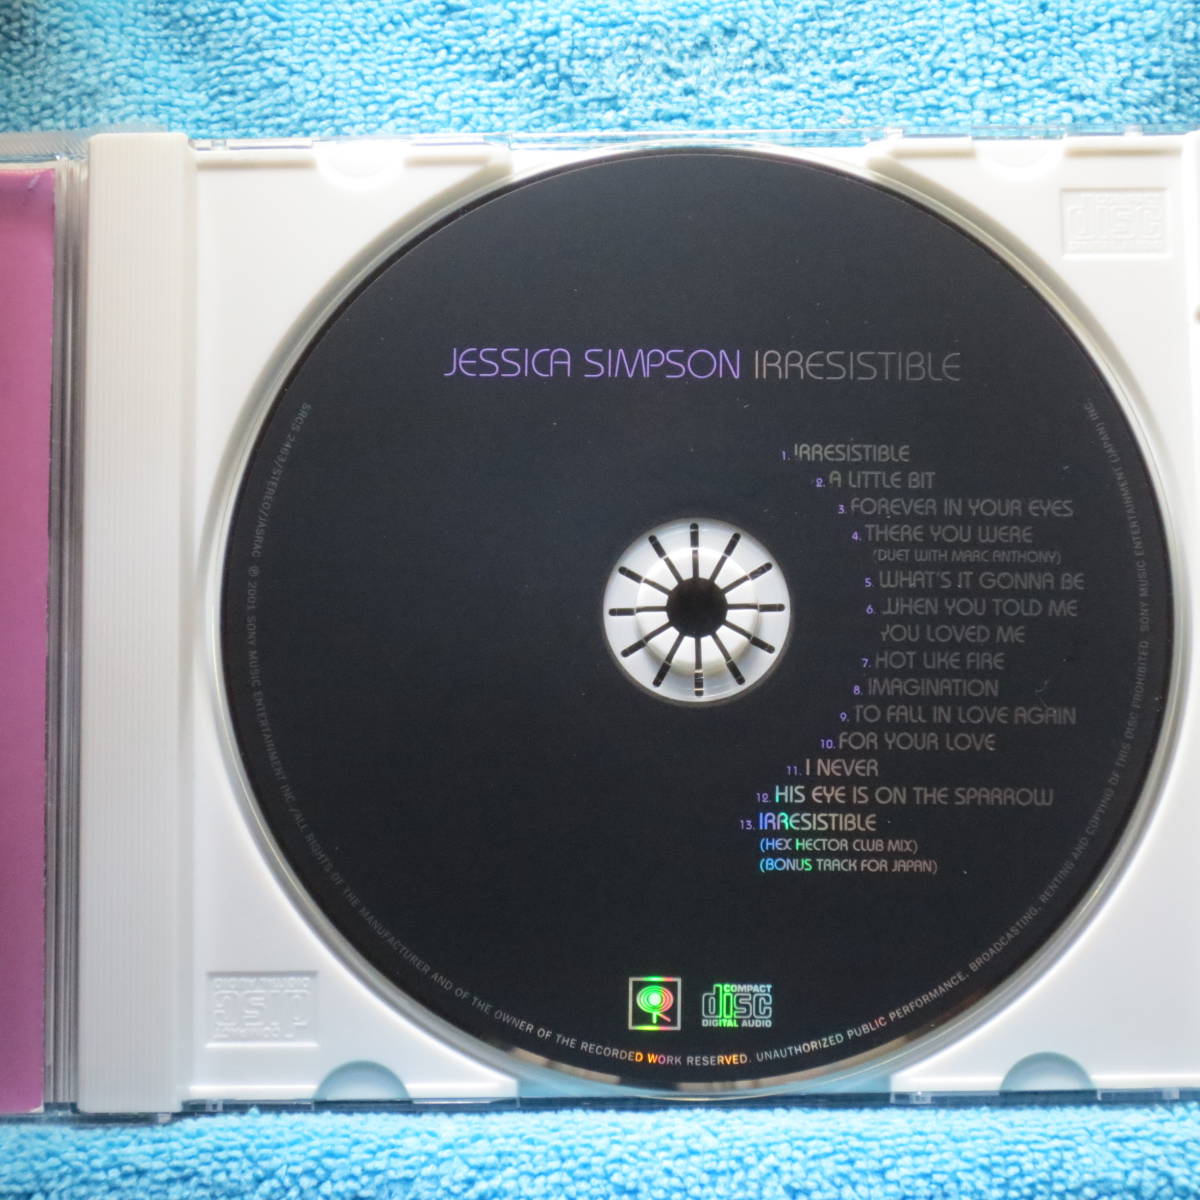 JESSICA SIMPSON IRRESISTIBLE
1. IRRESISTIBLE
2. A LITTLE BIT
3. FOREVER IN YOUR EYES
4. THERE YOU WERE
(DUET WITH MARC ANTHONY)
5. WHAT'S IT GONNA BE
6. WHEN YOU TOLD ME
YOU LOVED ME
7. HOT LIKE FIRE
8. IMAGINATION
9. TO FALL IN LOVE AGAIN
10. FOR YOUR LOVE
11. I NEVER
12. HIS EYE IS ON THE SPARROW
13. IRRESISTIBLE
(HEX HECTOR CLUB MIX)
(BONUS TRACK FOR JAPAN)
COMPACT
disc
DIGITAL AUDIO
SRCS 2463/STEREO/JASRAC ℗ 2001 SONY MUSIC ENTERTAINMENT INC./ALL RIGHTS OF THE MANUFACTURER AND OF THE OWNER OF THE RECORDED WORK RESERVED. UNAUTHORIZED PUBLIC PERFORMANCE, BROADCASTING, RENTING AND COPYING OF THIS DISC PROHIBITED. SONY MUSIC ENTERTAINMENT (JAPAN) INC.
disc
disc